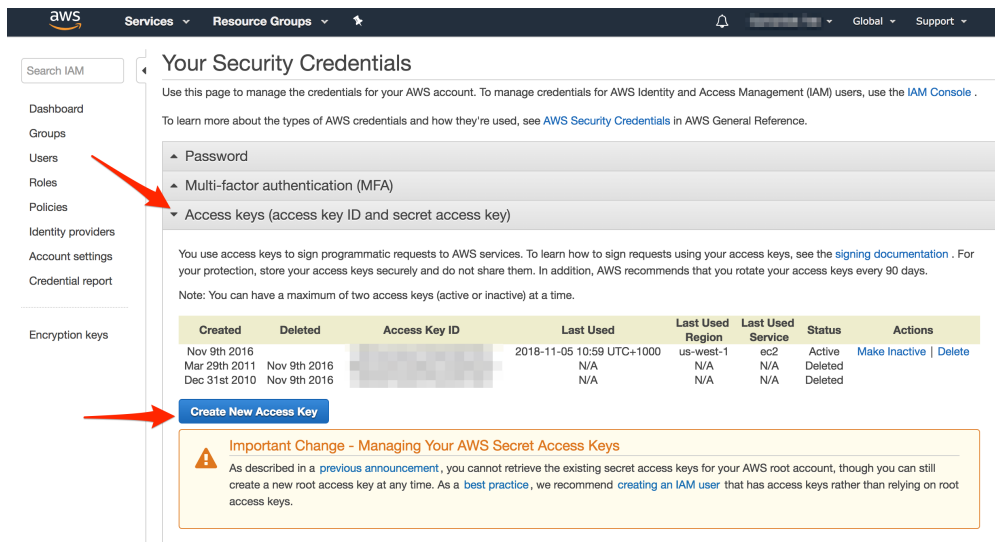 aws Services Resource Groups Global Support
Search IAM
Dashboard
Groups
Users
Roles
Policies
Identity providers
Account settings
Credential report
Encryption keys
Your Security Credentials
Use this page to manage the credentials for your AWS account. To manage credentials for AWS Identity and Access Management (IAM) users, use the IAM Console .
To learn more about the types of AWS credentials and how they're used, see AWS Security Credentials in AWS General Reference.
Password
Multi-factor authentication (MFA)
Access keys (access key ID and secret access key)
You use access keys to sign programmatic requests to AWS services. To learn how to sign requests using your access keys, see the signing documentation . For
your protection, store your access keys securely and do not share them. In addition, AWS recommends that you rotate your access keys every 90 days.
Note: You can have a maximum of two access keys (active or inactive) at a time.
Created Deleted Access Key ID Last Used Last Used Region Last Used Service Status Actions
Nov 9th 2016 2018-11-05 10:59 UTC+1000 us-west-1 ec2 Active Make Inactive | Delete
Mar 29th 2011 Nov 9th 2016 N/A N/A N/A Deleted
Dec 31st 2010 Nov 9th 2016 N/A N/A N/A Deleted
Create New Access Key
Important Change - Managing Your AWS Secret Access Keys
As described in a previous announcement, you cannot retrieve the existing secret access keys for your AWS root account, though you can still
create a new root access key at any time. As a best practice, we recommend creating an IAM user that has access keys rather than relying on root
access keys.